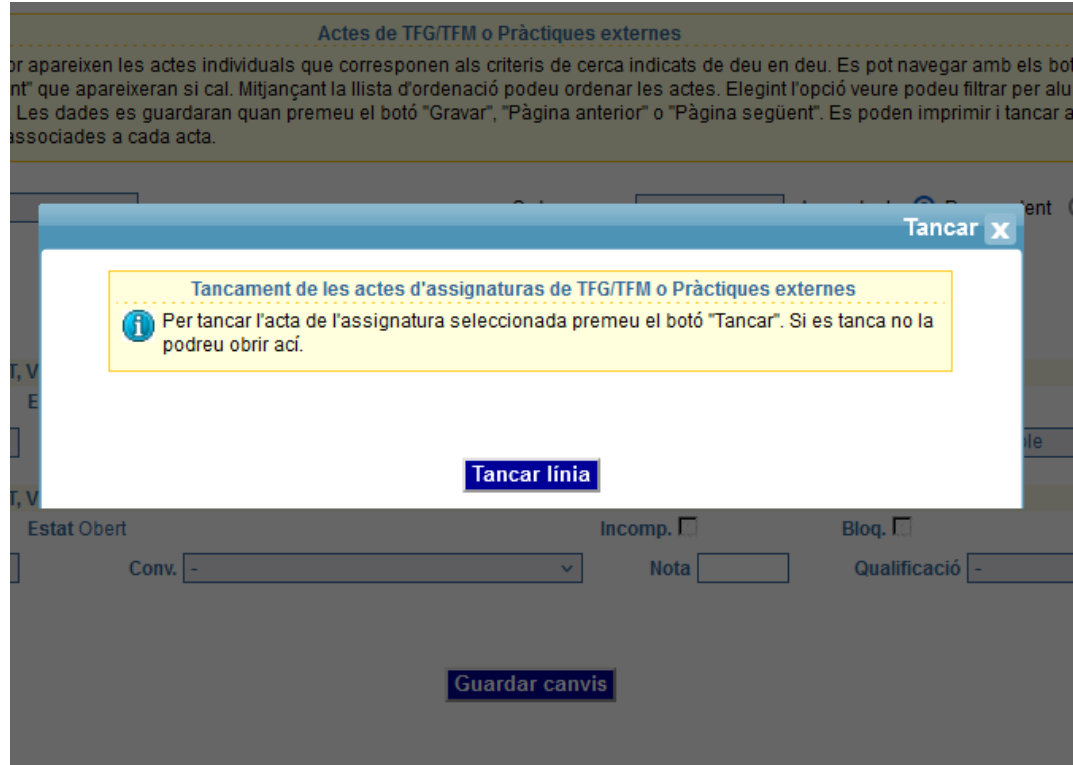 Actes de TFG/TFM o Pràctiques externes
or apareixen les actes individuals que corresponen als criteris de cerca indicats de deu en deu. Es pot navegar amb els bot
nt" que apareixeran si cal. Mitjançant la llista d'ordenació podeu ordenar les actes. Elegint l'opció veure podeu filtrar per alu
Les dades es guardaran quan premeu el botó "Gravar", "Pàgina anterior" o "Pàgina següent". Es poden imprimir i tancar a
associades a cada acta.
Tancar x
Tancament de les actes d'assignaturas de TFG/TFM o Pràctiques externes
Per tancar l'acta de l'assignatura seleccionada premeu el botó "Tancar". Si es tanca no la
podreu obrir ací.
T, V
E
ble
Tancar línia
T, V
Estat Obert Incomp. Bloq.
Conv. - Nota Qualificació -
Guardar canvis